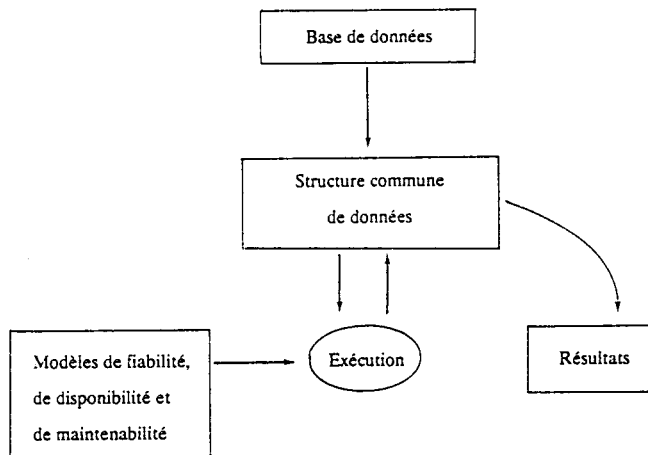 Base de données
Structure commune
de données
Modèles de fiabilité,
de disponibilité et
de maintenabilité
Exécution
Résultats